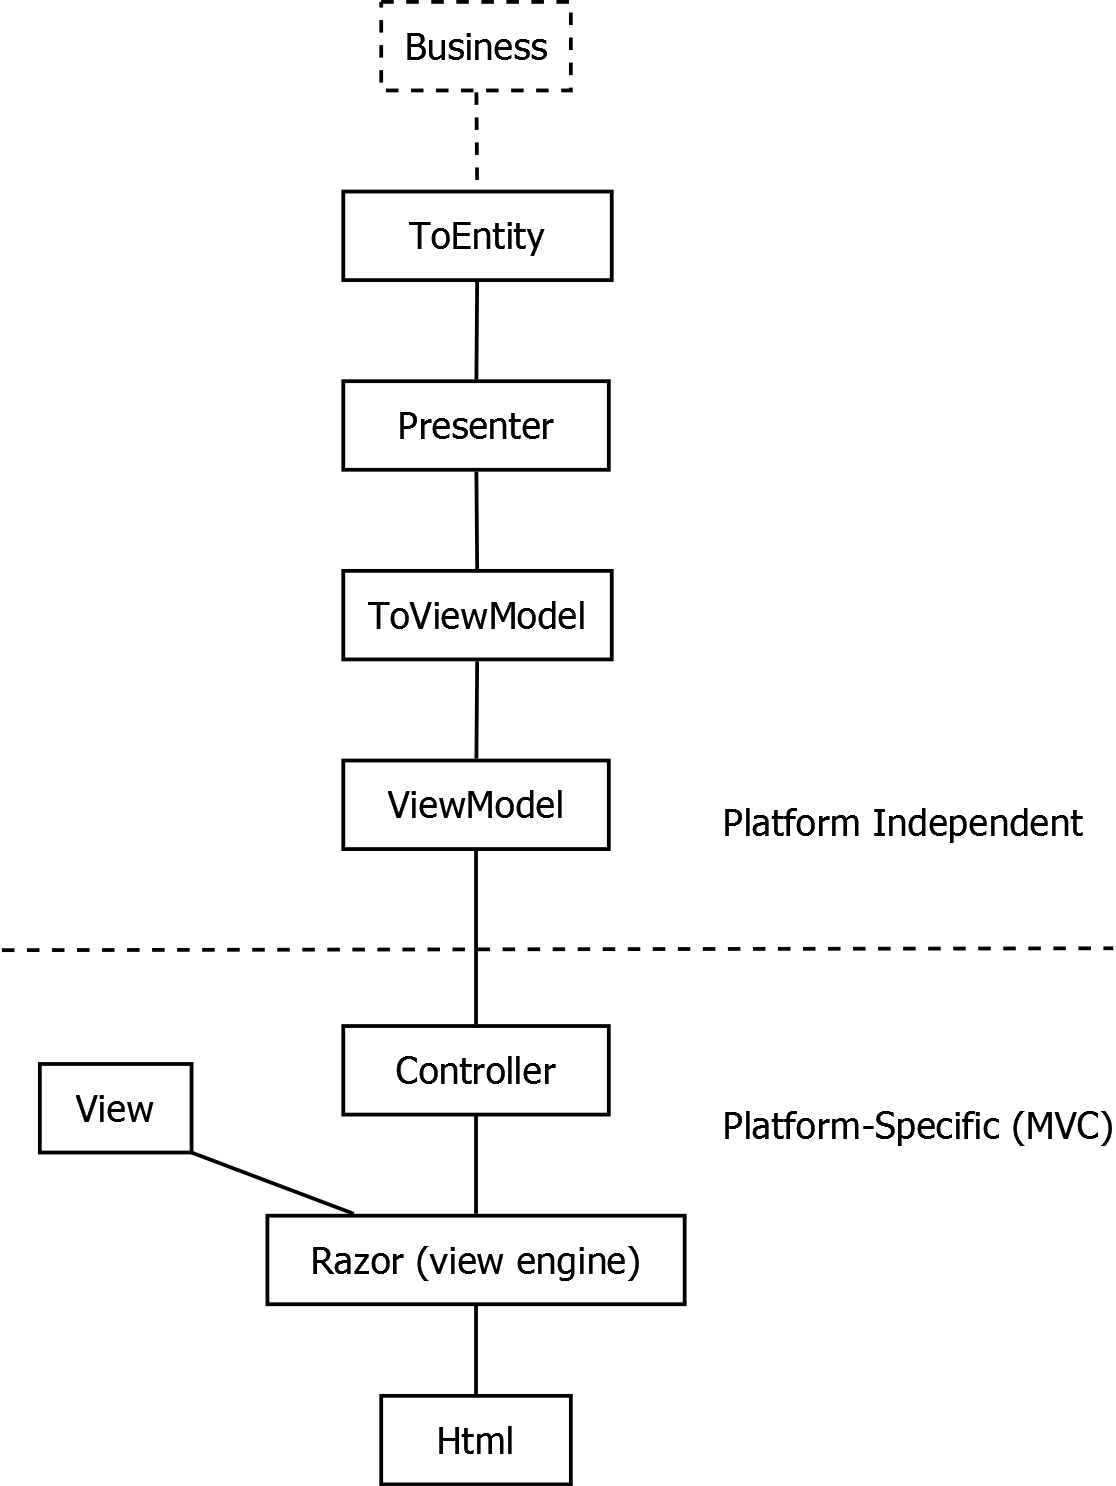 Business
ToEntity
Presenter
ToViewModel
ViewModel
Platform Independent
Controller
View
Platform-Specific (MVC)
Razor (view engine)
Html